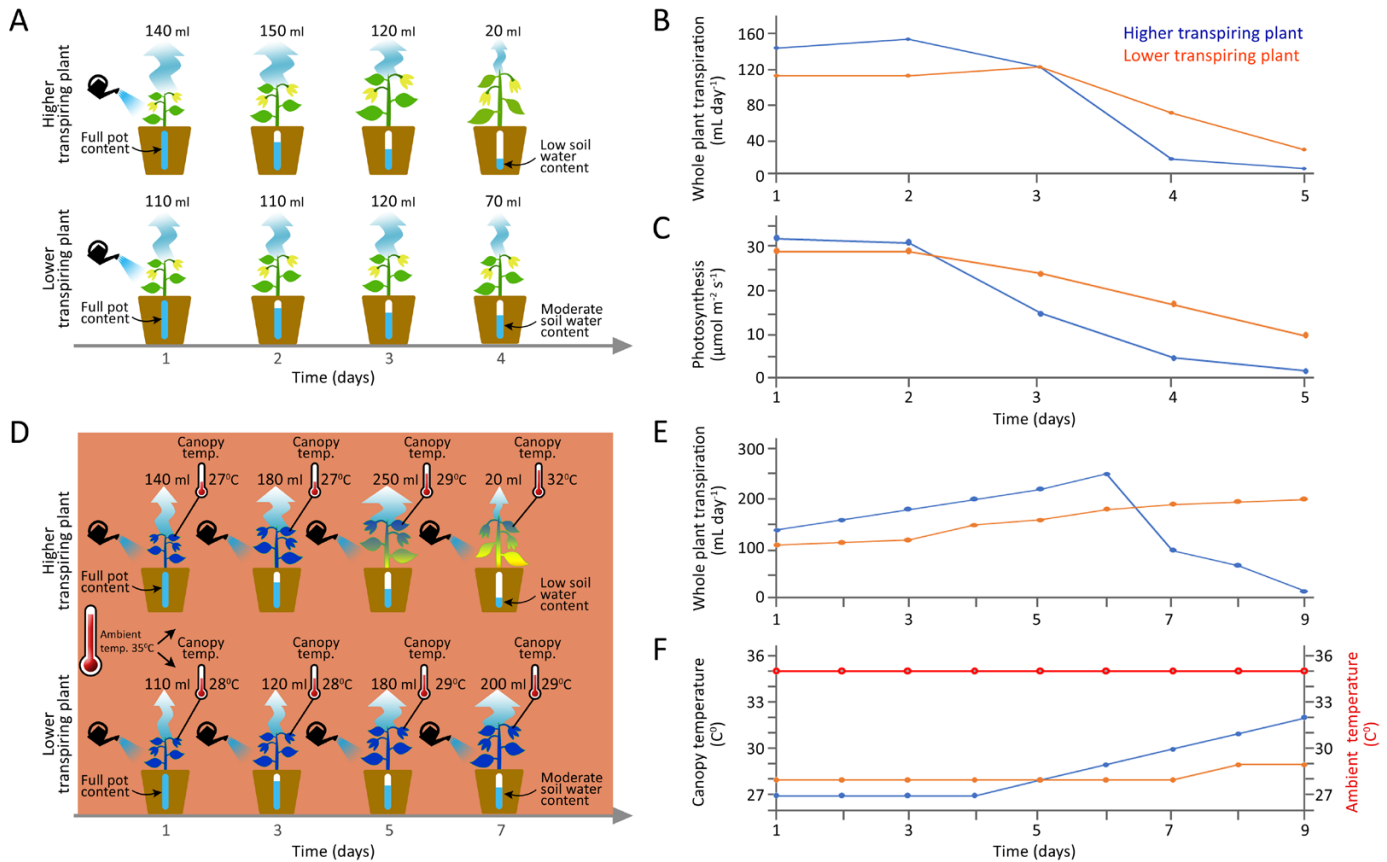 A
Higher
transpiring plant
140 ml
150 ml
120 ml
20 ml
Full pot
content
Low soil
water
content
Lower
transpiring plant
110 ml
110 ml
120 ml
70 ml
Full pot
content
Moderate
soil water
content
1
2
3
4
Time (days)
B
Whole plant transpiration
(mL day⁻¹)
160
120
80
40
0
1
2
3
4
5
Higher transpiring plant
Lower transpiring plant
C
Photosynthesis
(µmol m⁻² s⁻¹)
30
20
10
0
1
2
3
4
5
Time (days)
D
Higher
transpiring plant
Canopy
temp.
Canopy
temp.
Canopy
temp.
Canopy
temp.
140 ml
27⁰C
180 ml
27⁰C
250 ml
29⁰C
20 ml
32⁰C
Full pot
content
Low soil
water
content
Ambient
temp. 35⁰C
Lower
transpiring plant
Canopy
temp.
Canopy
temp.
Canopy
temp.
Canopy
temp.
110 ml
28⁰C
120 ml
28⁰C
180 ml
29⁰C
200 ml
29⁰C
Full pot
content
Moderate
soil water
content
1
3
5
7
Time (days)
E
Whole plant transpiration
(mL day⁻¹)
300
200
100
0
1
3
5
7
9
F
Canopy temperature
(C⁰)
36
33
30
27
36
33
30
27
Ambient temperature
(C⁰)
1
3
5
7
9
Time (days)